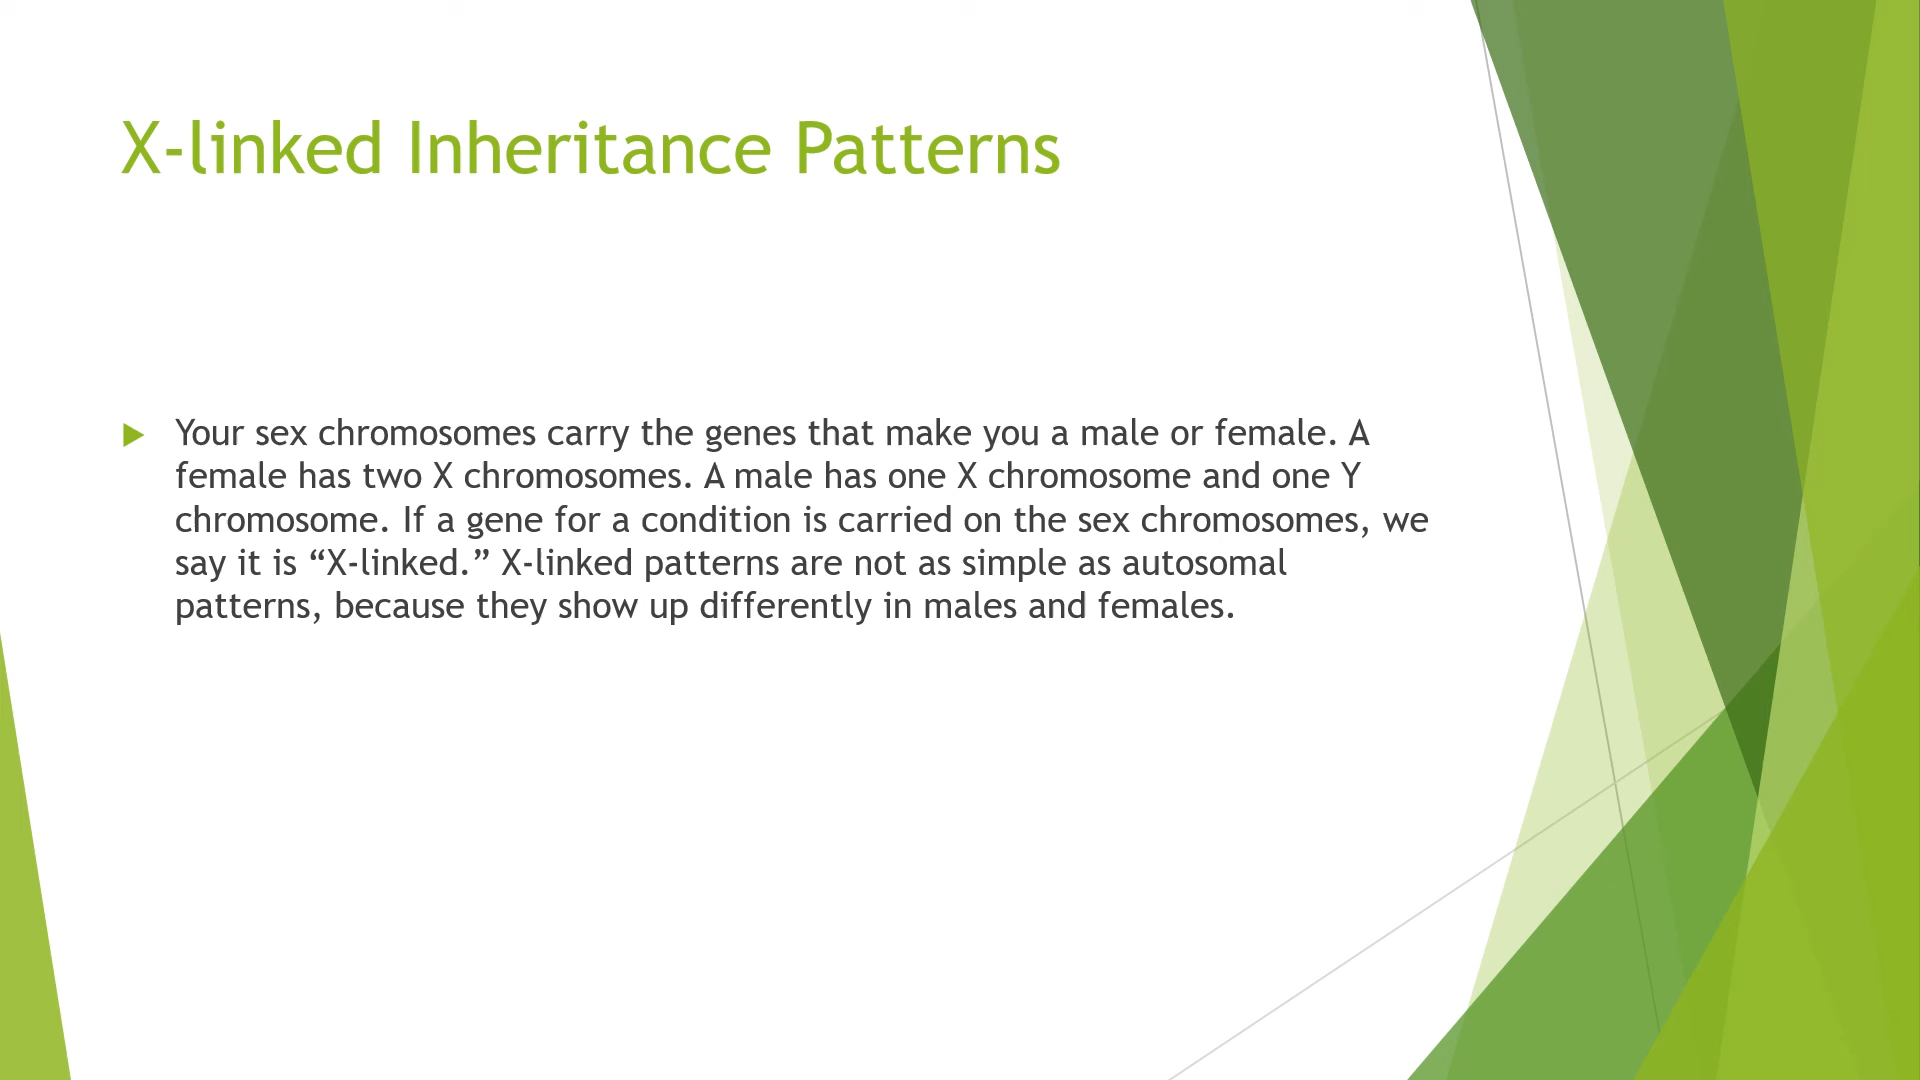 X-linked Inheritance Patterns
Your sex chromosomes carry the genes that make you a male or female. A
female has two X chromosomes. A male has one X chromosome and one Y
chromosome. If a gene for a condition is carried on the sex chromosomes, we
say it is “X-linked.” X-linked patterns are not as simple as autosomal
patterns, because they show up differently in males and females.